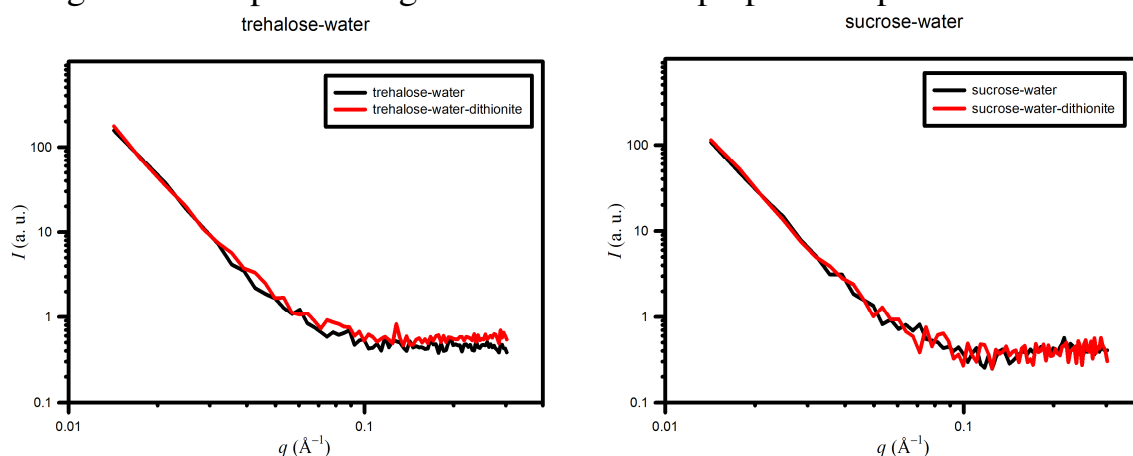 trehalose-water
trehalose-water
trehalose-water-dithionite
100
10
1
0.1
0.01
0.1
I (a. u.)
q (Å⁻¹)
sucrose-water
sucrose-water
sucrose-water-dithionite
100
10
1
0.1
0.01
0.1
I (a. u.)
q (Å⁻¹)